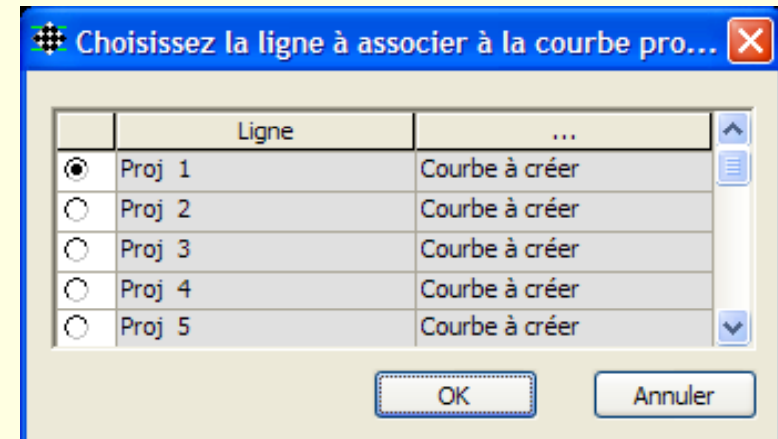 Choisissez la ligne à associer à la courbe pro...
Ligne ...
Proj 1 Courbe à créer
Proj 2 Courbe à créer
Proj 3 Courbe à créer
Proj 4 Courbe à créer
Proj 5 Courbe à créer
OK Annuler